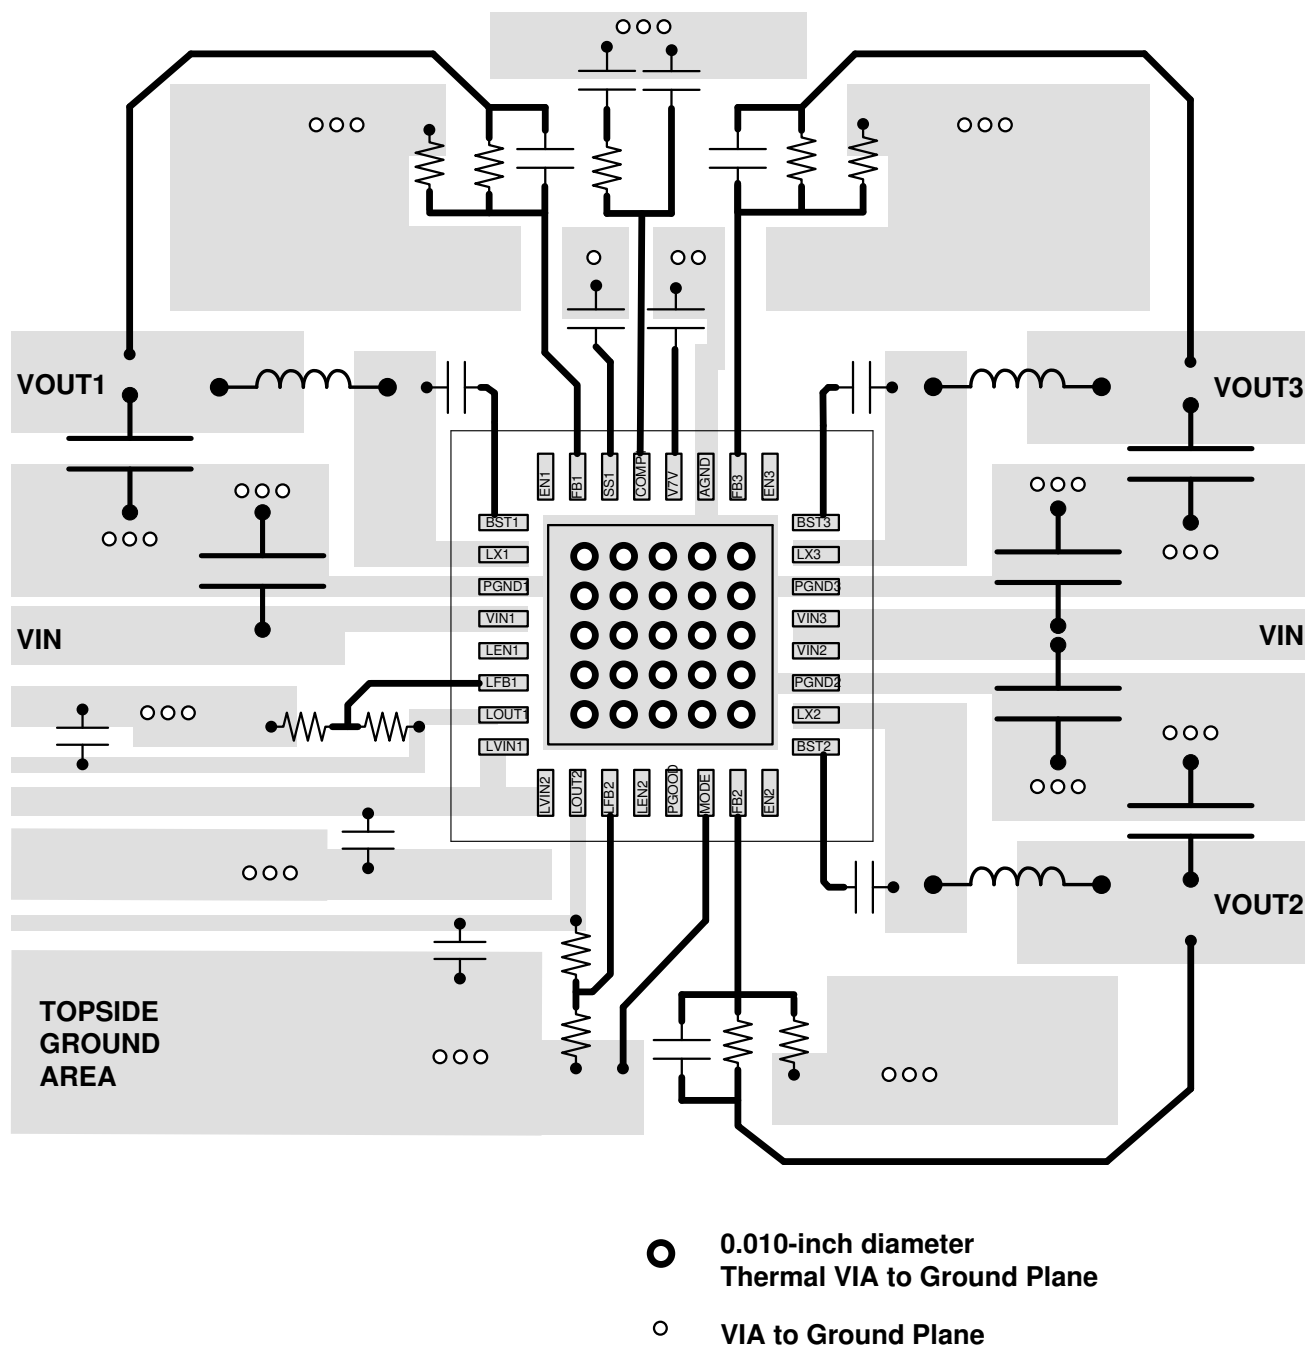 VOUT1
VOUT3
EN1
FB1
SS1
COMP
V7V
AGND
FB3
EN3
BST1
BST3
LX1
LX3
PGND1
PGND3
VIN1
VIN3
VIN
VIN
LEN1
VIN2
LFB1
PGND2
LOUT1
LX2
LVIN1
BST2
LVIN2
LOUT2
LFB2
LEN2
PGOOD
MODE
FB2
EN2
VOUT2
TOPSIDE
GROUND
AREA
0.010-inch diameter
Thermal VIA to Ground Plane
VIA to Ground Plane